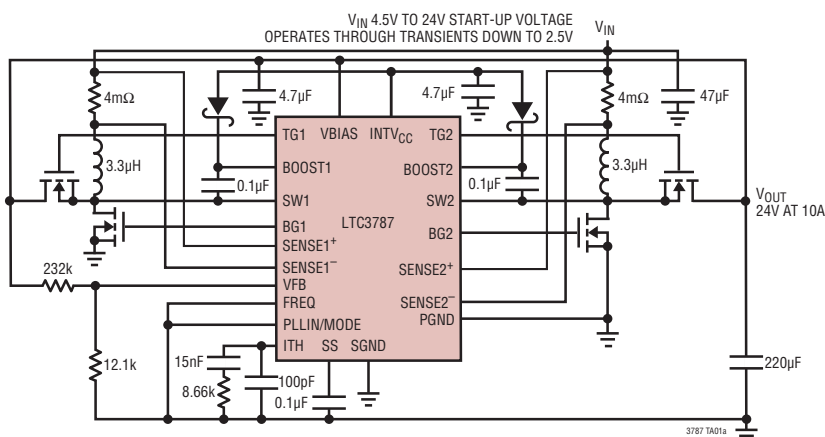 V_IN 4.5V TO 24V START-UP VOLTAGE
OPERATES THROUGH TRANSIENTS DOWN TO 2.5V
V_IN
4mΩ
4.7µF
4.7µF
4mΩ
47µF
TG1
VBIAS
INTV_CC
TG2
3.3µH
BOOST1
BOOST2
3.3µH
0.1µF
0.1µF
SW1
LTC3787
SW2
V_OUT
24V AT 10A
BG1
BG2
SENSE1+
SENSE1–
SENSE2+
232k
VFB
FREQ
SENSE2–
PLLIN/MODE
PGND
ITH
SS
SGND
12.1k
15nF
8.66k
100pF
0.1µF
220µF
3787 TA01a